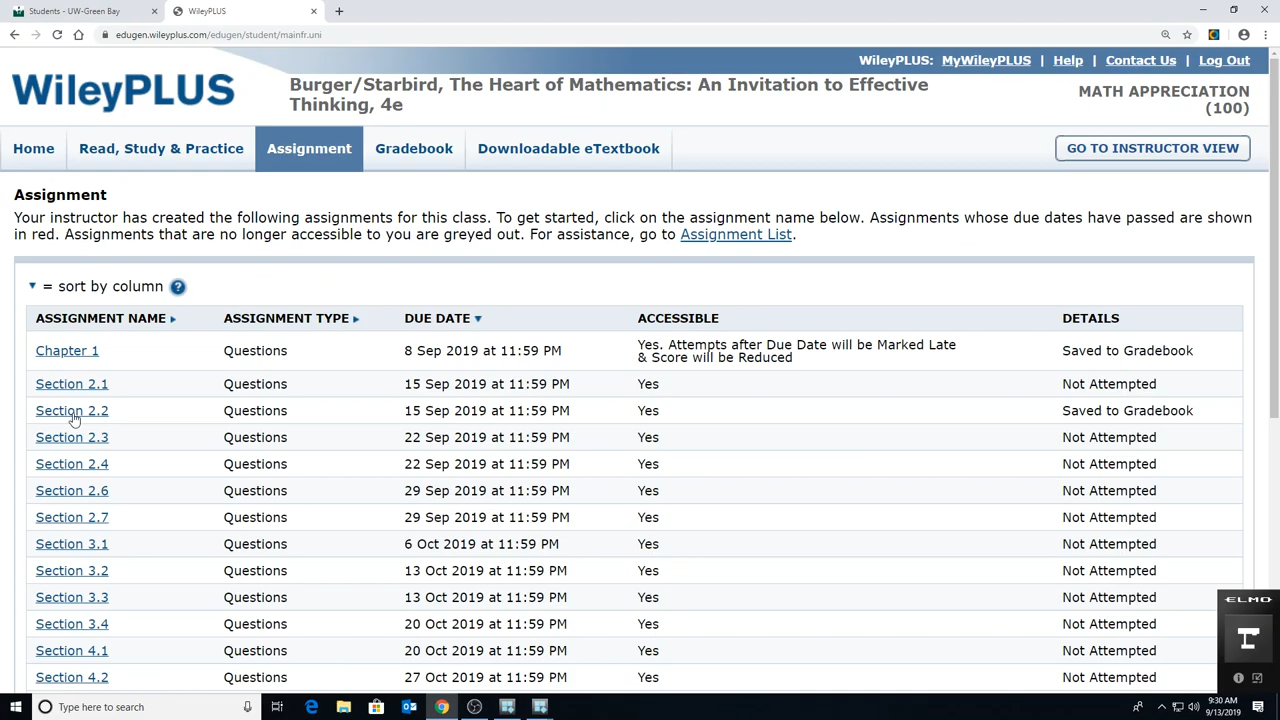 Students - UW-Green Bay
WileyPLUS
edugen.wileyplus.com/edugen/student/mainfr.uni
WileyPLUS: MyWileyPLUS | Help | Contact Us | Log Out
WileyPLUS
Burger/Starbird, The Heart of Mathematics: An Invitation to Effective
Thinking, 4e
MATH APPRECIATION
(100)
Home Read, Study & Practice Assignment Gradebook Downloadable eTextbook
GO TO INSTRUCTOR VIEW
Assignment
Your instructor has created the following assignments for this class. To get started, click on the assignment name below. Assignments whose due dates have passed are shown
in red. Assignments that are no longer accessible to you are greyed out. For assistance, go to Assignment List.
= sort by column ?
ASSIGNMENT NAME ASSIGNMENT TYPE DUE DATE ACCESSIBLE DETAILS
Chapter 1 Questions 8 Sep 2019 at 11:59 PM Yes. Attempts after Due Date will be Marked Late
& Score will be Reduced Saved to Gradebook
Section 2.1 Questions 15 Sep 2019 at 11:59 PM Yes Not Attempted
Section 2.2 Questions 15 Sep 2019 at 11:59 PM Yes Saved to Gradebook
Section 2.3 Questions 22 Sep 2019 at 11:59 PM Yes Not Attempted
Section 2.4 Questions 22 Sep 2019 at 11:59 PM Yes Not Attempted
Section 2.6 Questions 29 Sep 2019 at 11:59 PM Yes Not Attempted
Section 2.7 Questions 29 Sep 2019 at 11:59 PM Yes Not Attempted
Section 3.1 Questions 6 Oct 2019 at 11:59 PM Yes Not Attempted
Section 3.2 Questions 13 Oct 2019 at 11:59 PM Yes Not Attempted
Section 3.3 Questions 13 Oct 2019 at 11:59 PM Yes Not Attempted
Section 3.4 Questions 20 Oct 2019 at 11:59 PM Yes Not Attempted
Section 4.1 Questions 20 Oct 2019 at 11:59 PM Yes Not Attempted
Section 4.2 Questions 27 Oct 2019 at 11:59 PM Yes Not Attempted
ELMO
Type here to search
9:30 AM
9/13/2019